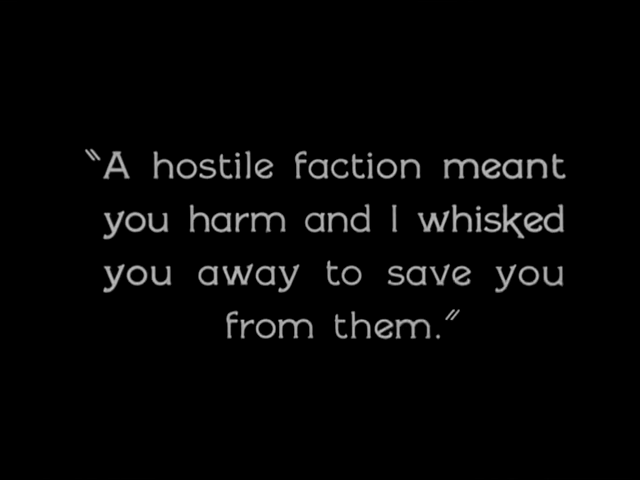 "A hostile faction meant
you harm and I whisked
you away to save you
from them."